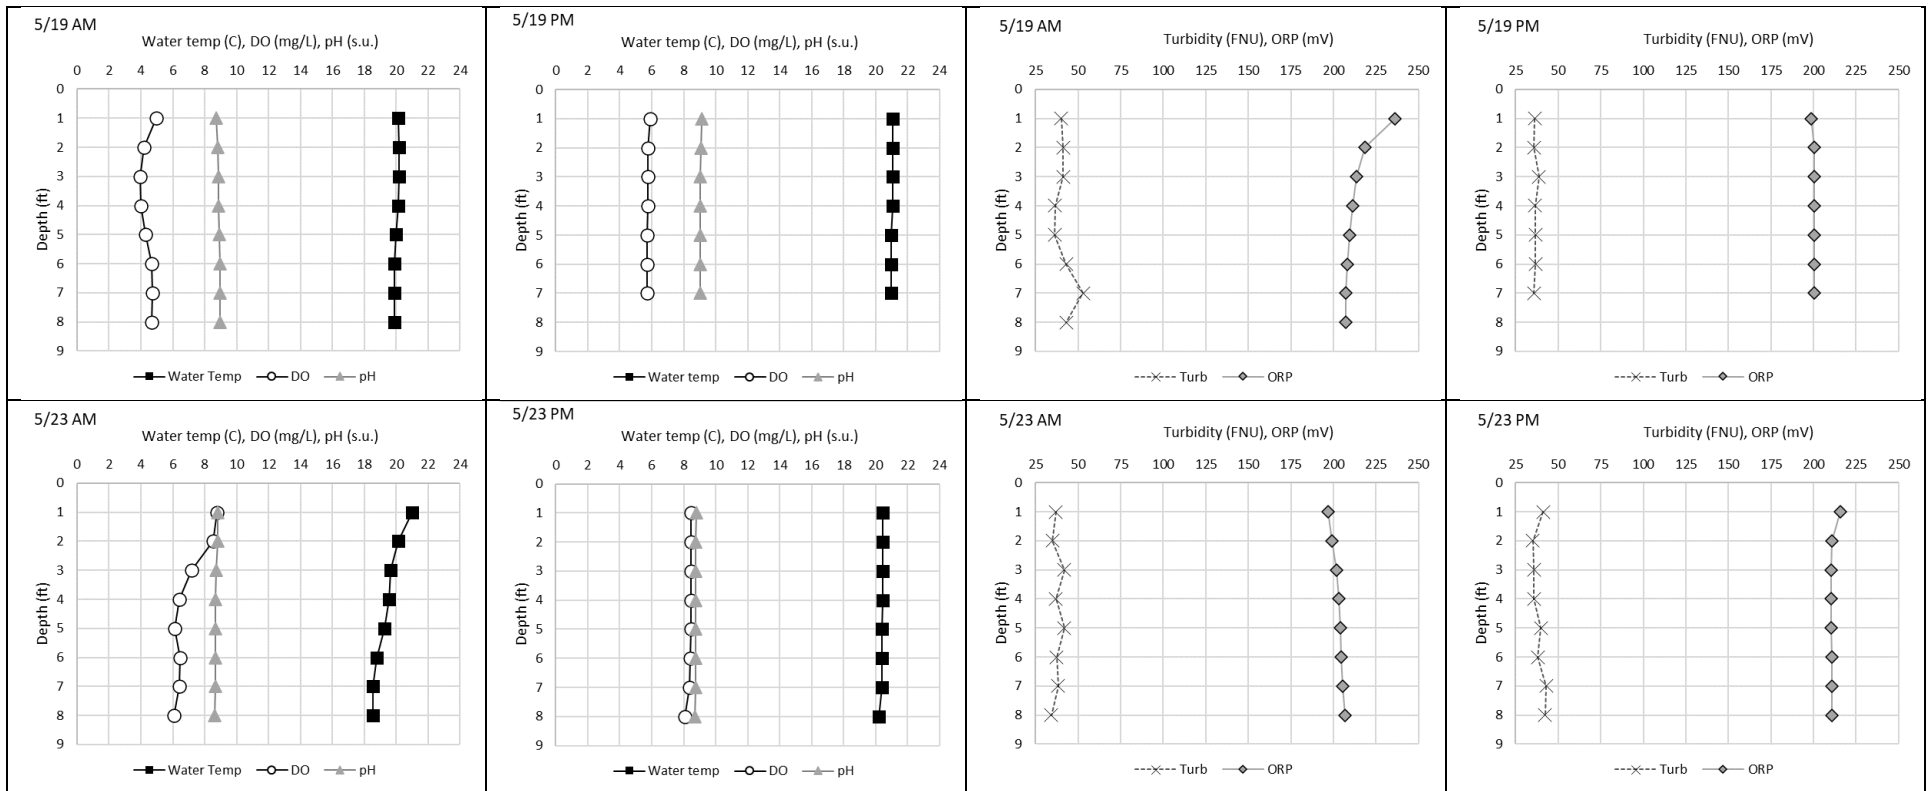 5/19 AM
Water temp (C), DO (mg/L), pH (s.u.)
0 2 4 6 8 10 12 14 16 18 20 22 24
0
1
2
3
4
5
6
7
8
9
Depth (ft)
Water Temp DO pH
5/19 PM
Water temp (C), DO (mg/L), pH (s.u.)
0 2 4 6 8 10 12 14 16 18 20 22 24
0
1
2
3
4
5
6
7
8
9
Depth (ft)
Water temp DO pH
5/19 AM
Turbidity (FNU), ORP (mV)
25 50 75 100 125 150 175 200 225 250
0
1
2
3
4
5
6
7
8
9
Depth (ft)
Turb ORP
5/19 PM
Turbidity (FNU), ORP (mV)
25 50 75 100 125 150 175 200 225 250
0
1
2
3
4
5
6
7
8
9
Depth (ft)
Turb ORP
5/23 AM
Water temp (C), DO (mg/L), pH (s.u.)
0 2 4 6 8 10 12 14 16 18 20 22 24
0
1
2
3
4
5
6
7
8
9
Depth (ft)
Water Temp DO pH
5/23 PM
Water temp (C), DO (mg/L), pH (s.u.)
0 2 4 6 8 10 12 14 16 18 20 22 24
0
1
2
3
4
5
6
7
8
9
Depth (ft)
Water temp DO pH
5/23 AM
Turbidity (FNU), ORP (mV)
25 50 75 100 125 150 175 200 225 250
0
1
2
3
4
5
6
7
8
9
Depth (ft)
Turb ORP
5/23 PM
Turbidity (FNU), ORP (mV)
25 50 75 100 125 150 175 200 225 250
0
1
2
3
4
5
6
7
8
9
Depth (ft)
Turb ORP